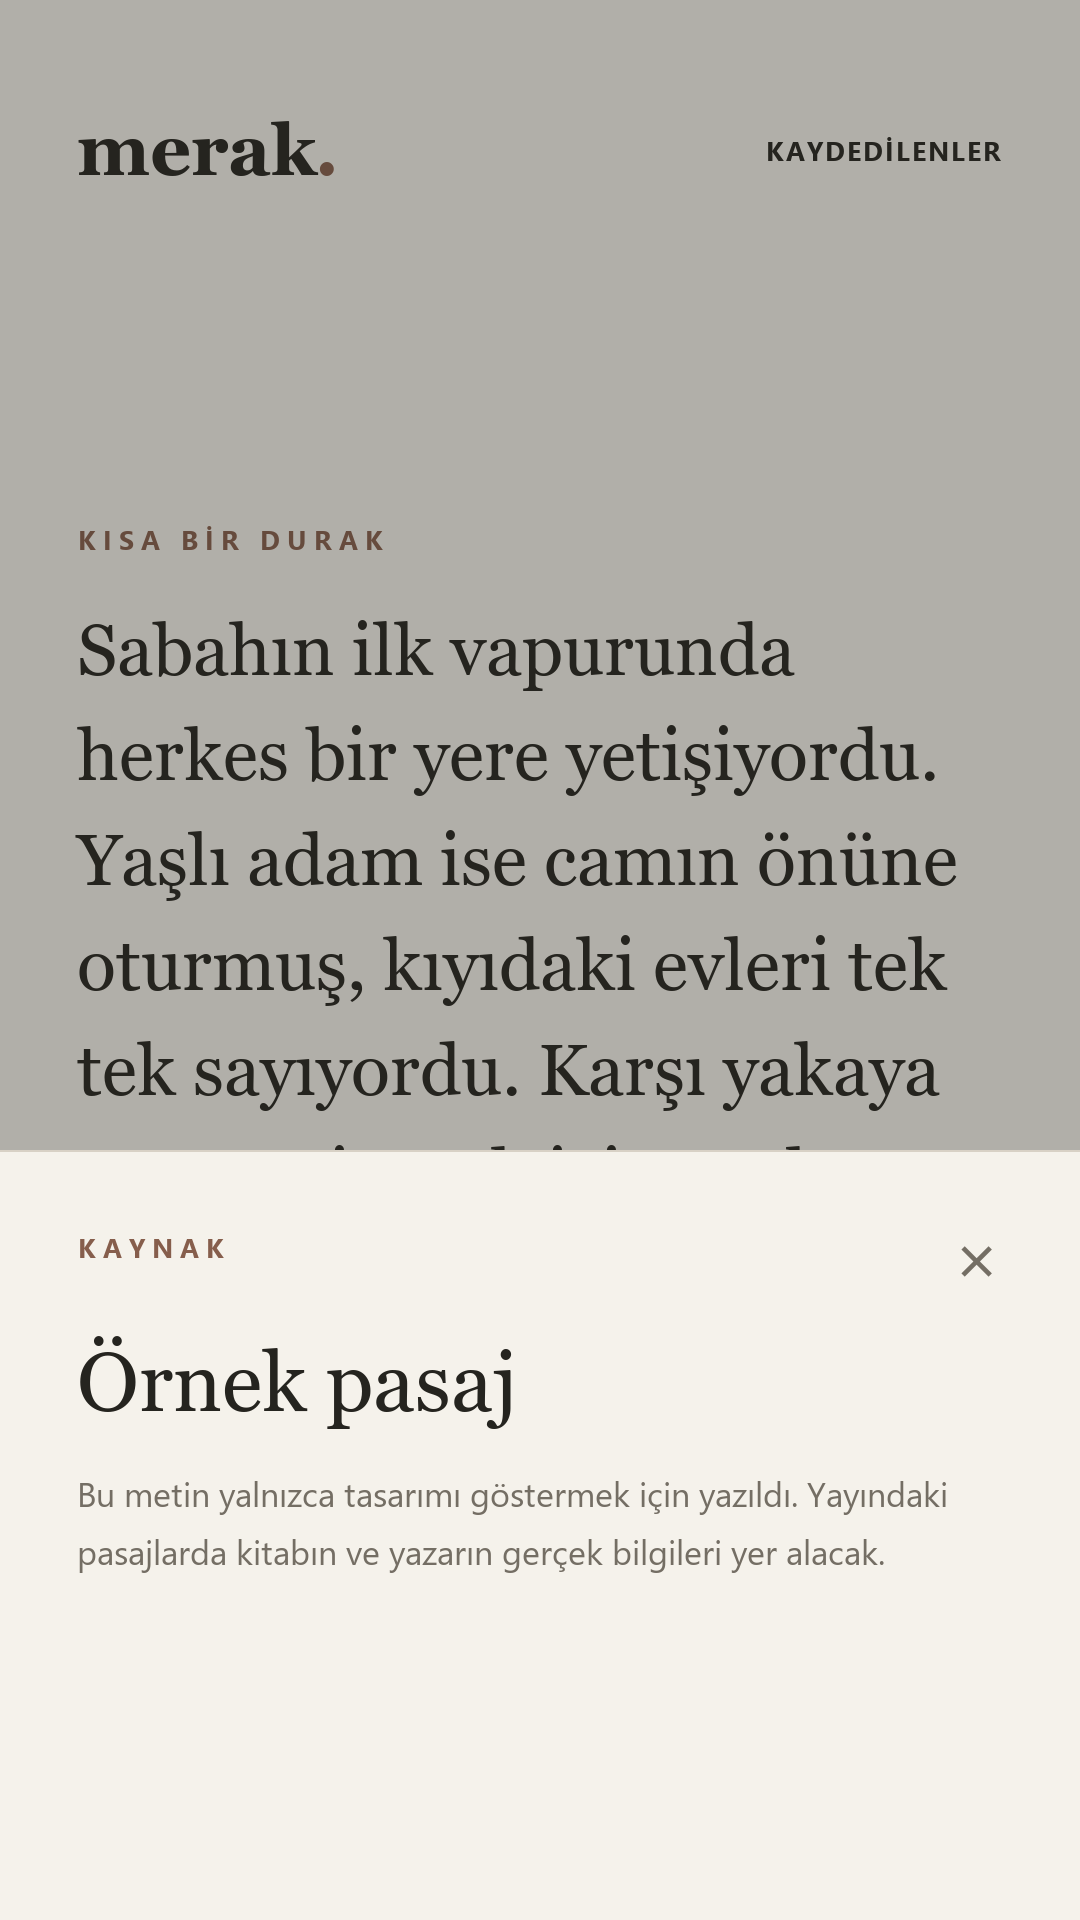 merak.
KAYDEDİLENLER
KISA BİR DURAK
Sabahın ilk vapurunda
herkes bir yere yetişiyordu.
Yaşlı adam ise camın önüne
oturmuş, kıyıdaki evleri tek
tek sayıyordu. Karşı yakaya
KAYNAK
Örnek pasaj
Bu metin yalnızca tasarımı göstermek için yazıldı. Yayındaki
pasajlarda kitabın ve yazarın gerçek bilgileri yer alacak.